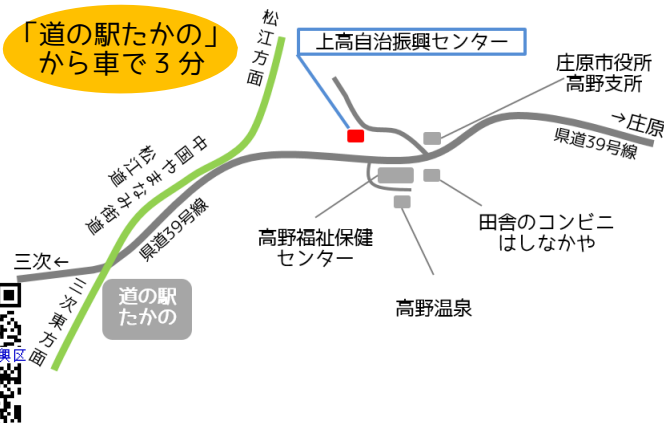 「道の駅たかの」
から車で3分
松江方面
上高自治振興センター
庄原市役所
高野支所
→庄原
県道39号線
中国やまなみ街道
松江道
県道39号線
高野福祉保健
センター
田舎のコンビニ
はしなかや
三次←
道の駅
たかの
高野温泉
三次東方面
興区